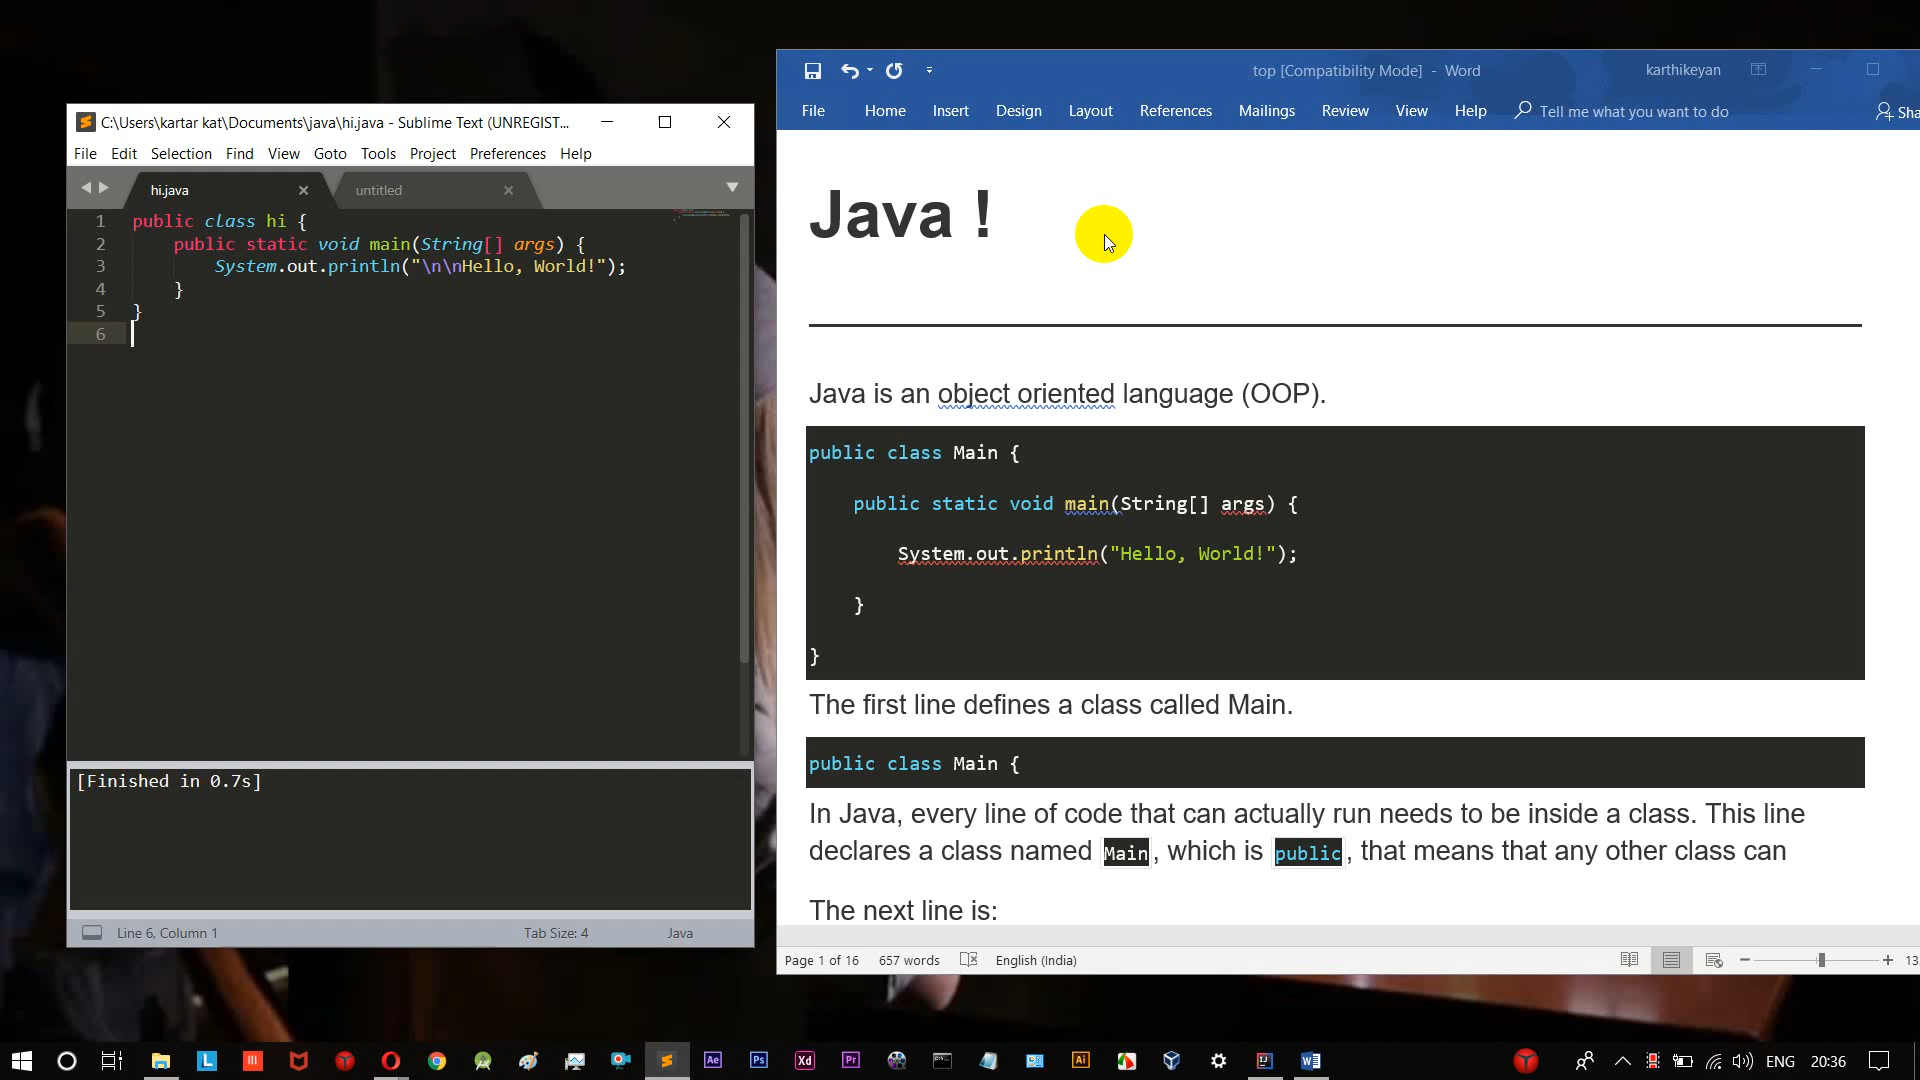 C:\Users\kartar kat\Documents\java\hi.java - Sublime Text (UNREGIST...
File Edit Selection Find View Goto Tools Project Preferences Help
hi.java
untitled
1 public class hi {
2 public static void main(String[] args) {
3 System.out.println("\n\nHello, World!");
4 }
5 }
6
[Finished in 0.7s]
Line 6, Column 1
Tab Size: 4
Java
top [Compatibility Mode] - Word
karthikeyan
File Home Insert Design Layout References Mailings Review View Help Tell me what you want to do
Sha
Java !
Java is an object oriented language (OOP).
public class Main {
public static void main(String[] args) {
System.out.println("Hello, World!");
}
}
The first line defines a class called Main.
public class Main {
In Java, every line of code that can actually run needs to be inside a class. This line
declares a class named Main, which is public, that means that any other class can
The next line is:
Page 1 of 16 657 words English (India)
13
L Ae Ps Xd Pr Ai IJ
ENG 20:36